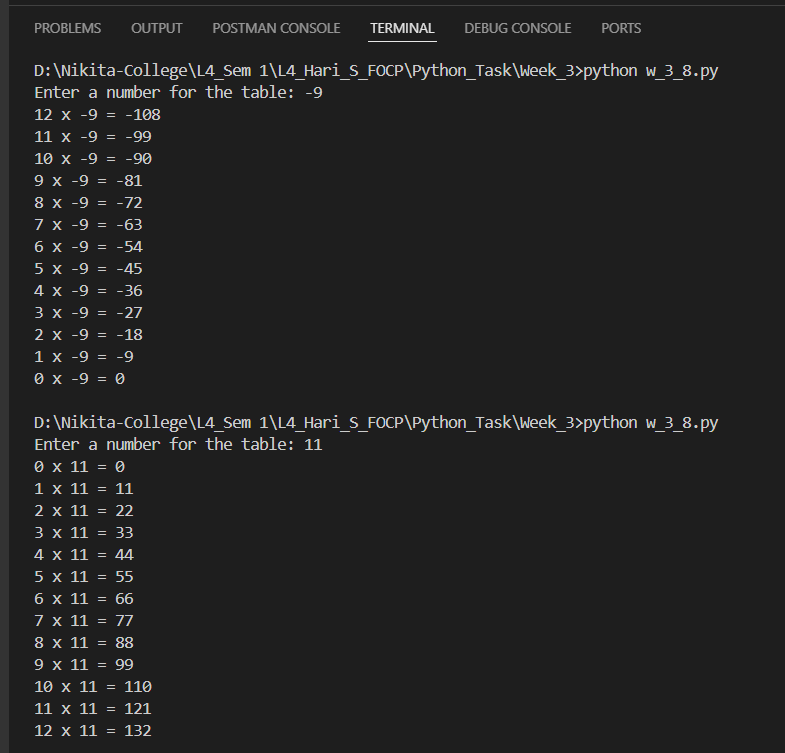 PROBLEMS OUTPUT POSTMAN CONSOLE TERMINAL DEBUG CONSOLE PORTS
D:\Nikita-College\L4_Sem 1\L4_Hari_S_FOCP\Python_Task\Week_3>python w_3_8.py
Enter a number for the table: -9
12 x -9 = -108
11 x -9 = -99
10 x -9 = -90
9 x -9 = -81
8 x -9 = -72
7 x -9 = -63
6 x -9 = -54
5 x -9 = -45
4 x -9 = -36
3 x -9 = -27
2 x -9 = -18
1 x -9 = -9
0 x -9 = 0
D:\Nikita-College\L4_Sem 1\L4_Hari_S_FOCP\Python_Task\Week_3>python w_3_8.py
Enter a number for the table: 11
0 x 11 = 0
1 x 11 = 11
2 x 11 = 22
3 x 11 = 33
4 x 11 = 44
5 x 11 = 55
6 x 11 = 66
7 x 11 = 77
8 x 11 = 88
9 x 11 = 99
10 x 11 = 110
11 x 11 = 121
12 x 11 = 132